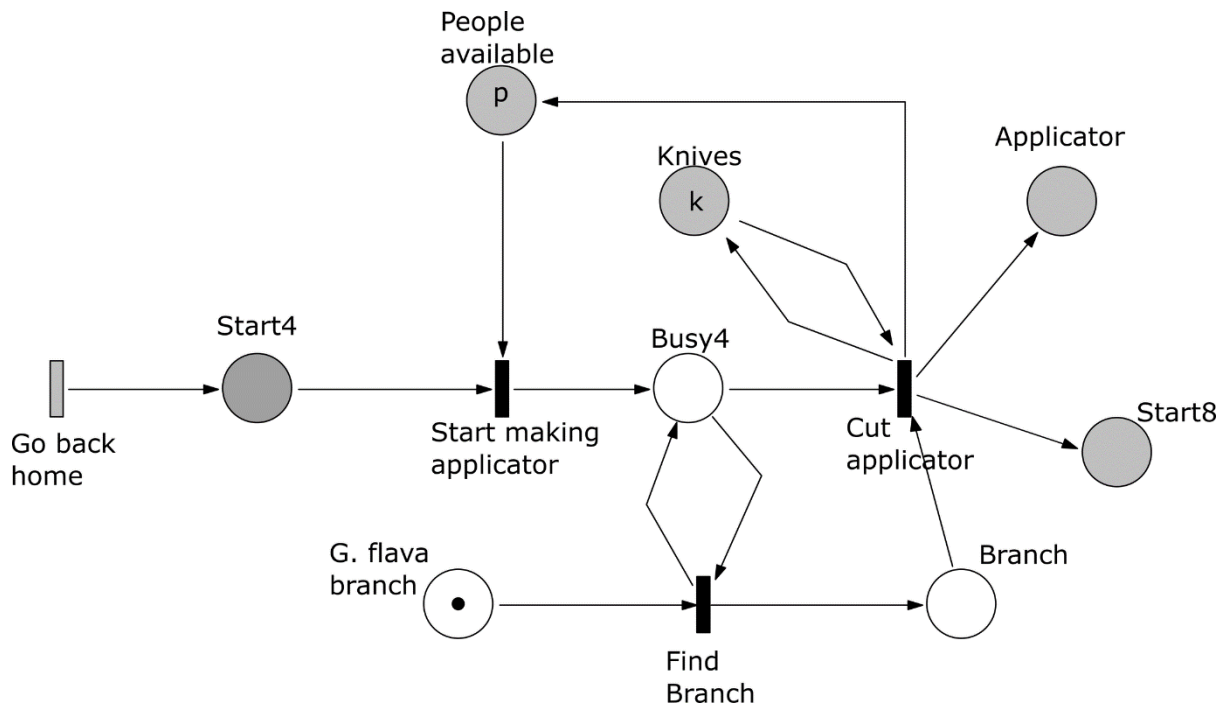 People
available
p
Knives
k
Applicator
Start4
Busy4
Go back
home
Start making
applicator
Cut
applicator
Start8
G. flava
branch
Branch
Find
Branch